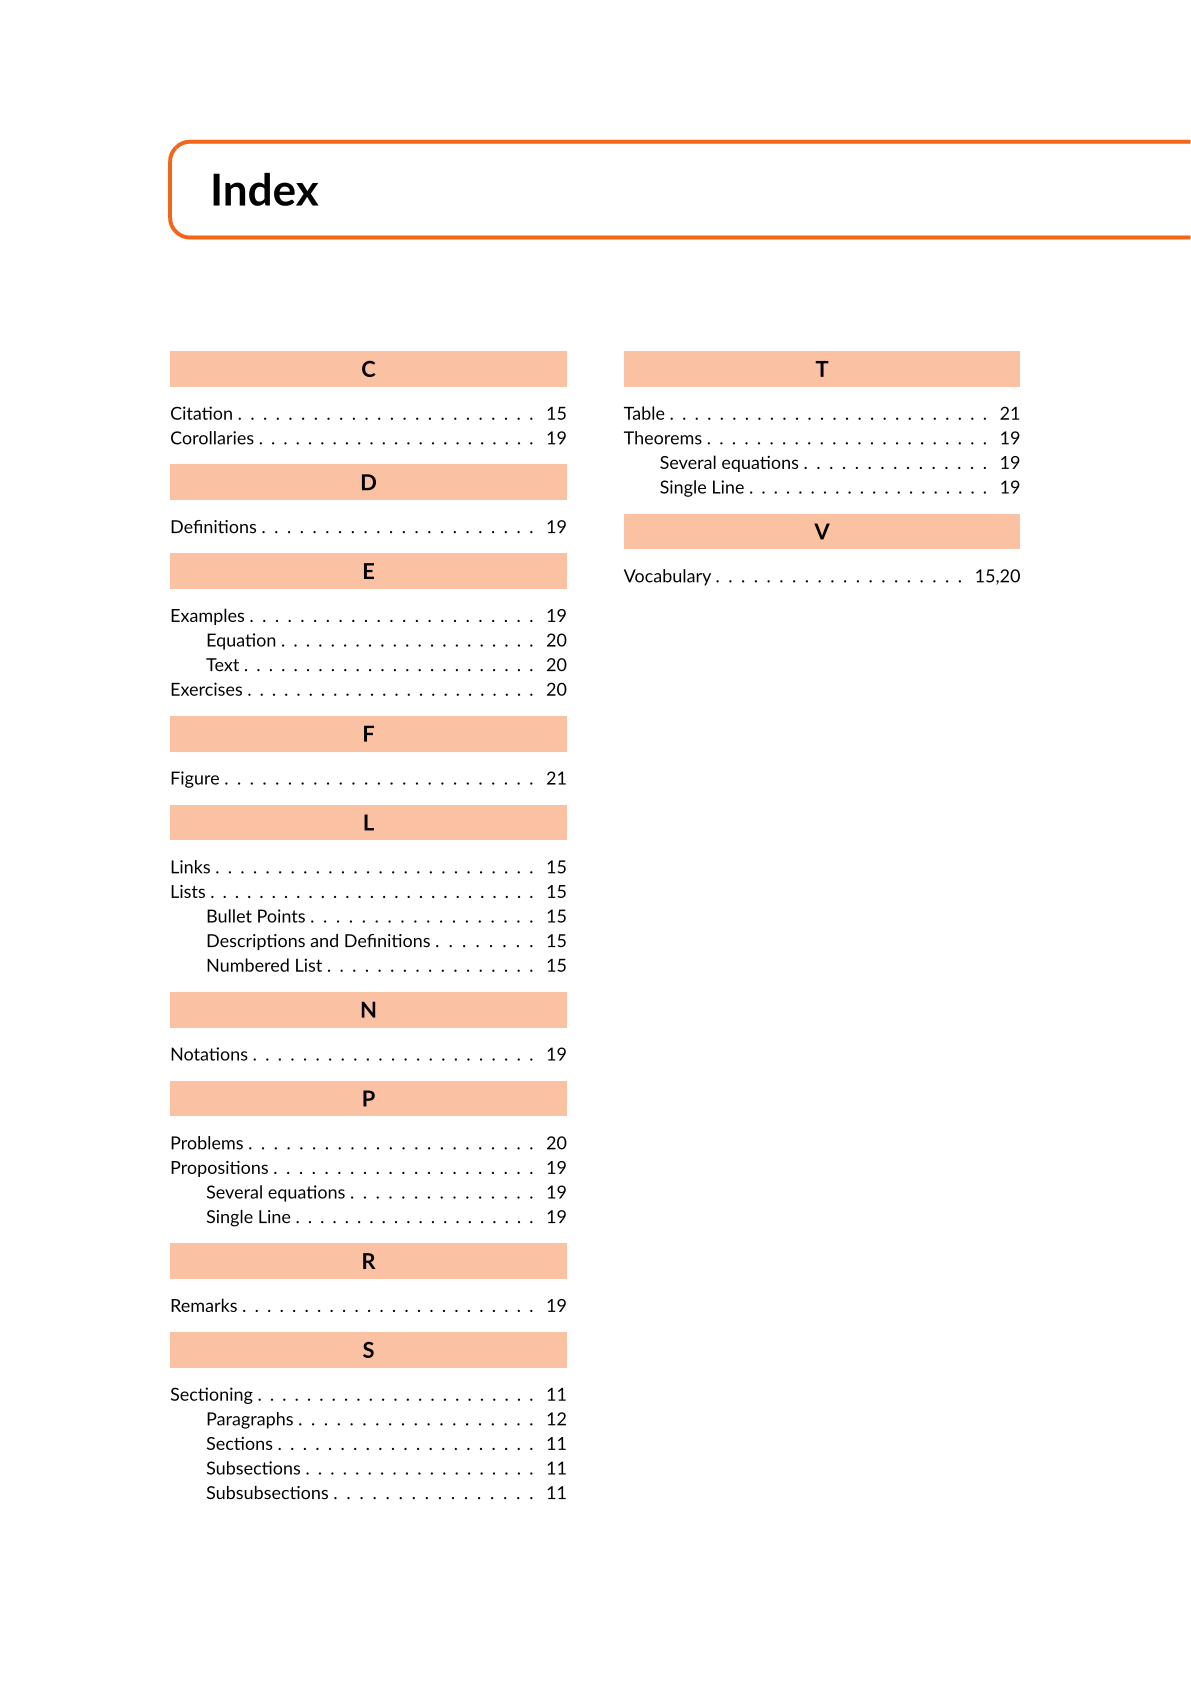 Index
C
Citation . . . . . . . . . . . . . . . . . . . . . . . . 15
Corollaries . . . . . . . . . . . . . . . . . . . . . . . 19
D
Definitions . . . . . . . . . . . . . . . . . . . . . . 19
E
Examples . . . . . . . . . . . . . . . . . . . . . . . 19
Equation . . . . . . . . . . . . . . . . . . . . . 20
Text . . . . . . . . . . . . . . . . . . . . . . . . 20
Exercises . . . . . . . . . . . . . . . . . . . . . . . . 20
F
Figure . . . . . . . . . . . . . . . . . . . . . . . . . 21
L
Links . . . . . . . . . . . . . . . . . . . . . . . . . . 15
Lists . . . . . . . . . . . . . . . . . . . . . . . . . . 15
Bullet Points . . . . . . . . . . . . . . . . . . 15
Descriptions and Definitions . . . . . . . . 15
Numbered List . . . . . . . . . . . . . . . . . 15
N
Notations . . . . . . . . . . . . . . . . . . . . . . . 19
P
Problems . . . . . . . . . . . . . . . . . . . . . . . 20
Propositions . . . . . . . . . . . . . . . . . . . . . 19
Several equations . . . . . . . . . . . . . . . 19
Single Line . . . . . . . . . . . . . . . . . . . . 19
R
Remarks . . . . . . . . . . . . . . . . . . . . . . . . 19
S
Sectioning . . . . . . . . . . . . . . . . . . . . . . . 11
Paragraphs . . . . . . . . . . . . . . . . . . . 12
Sections . . . . . . . . . . . . . . . . . . . . . 11
Subsections . . . . . . . . . . . . . . . . . . 11
Subsubsections . . . . . . . . . . . . . . . . 11
T
Table . . . . . . . . . . . . . . . . . . . . . . . . . . 21
Theorems . . . . . . . . . . . . . . . . . . . . . . . 19
Several equations . . . . . . . . . . . . . . . 19
Single Line . . . . . . . . . . . . . . . . . . . . 19
V
Vocabulary . . . . . . . . . . . . . . . . . . . . 15,20